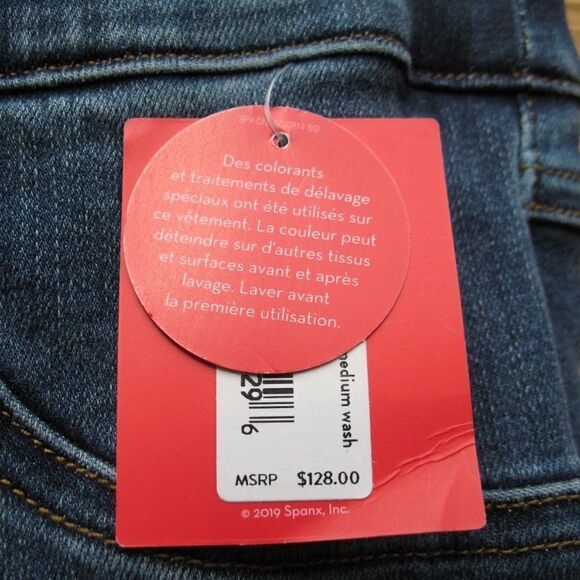 Des colorants
et traitements de délavage
spéciaux ont été utilisés sur
ce vêtement. La couleur peut
déteindre sur d'autres tissus
et surfaces avant et après
lavage. Laver avant
la première utilisation.
medium wash
29 6
MSRP $128.00
© 2019 Spanx, Inc.